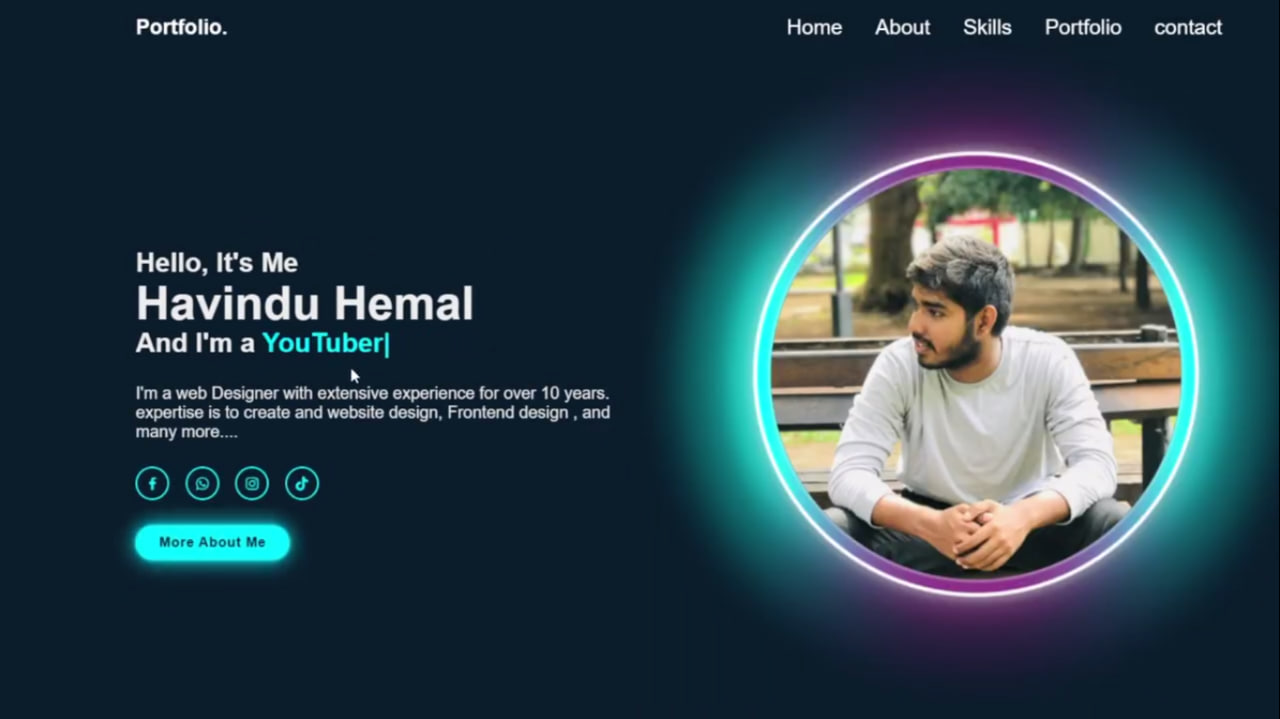 Portfolio.
Home About Skills Portfolio contact
Hello, It's Me
Havindu Hemal
And I'm a YouTuber|
I'm a web Designer with extensive experience for over 10 years.
expertise is to create and website design, Frontend design , and
many more....
More About Me